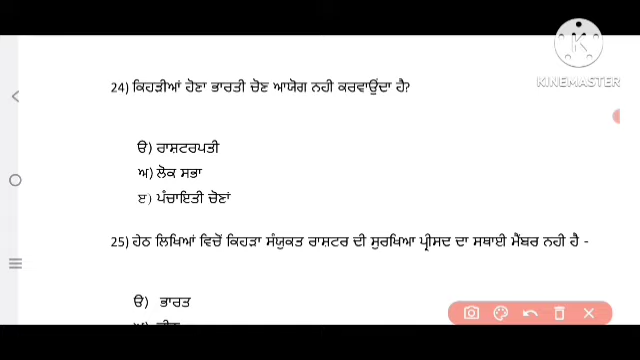 KINEMASTER
24) ਕਿਹੜੀਆਂ ਹੋਣਾ ਭਾਰਤੀ ਚੋਣ ਆਯੋਗ ਨਹੀ ਕਰਵਾਉਂਦਾ ਹੈ?
ੳ) ਰਾਸ਼ਟਰਪਤੀ
ਅ) ਲੋਕ ਸਭਾ
ੲ) ਪੰਚਾਇਤੀ ਚੋਣਾਂ
25) ਹੇਠ ਲਿਖਿਆਂ ਵਿਚੋਂ ਕਿਹੜਾ ਸੰਯੁਕਤ ਰਾਸ਼ਟਰ ਦੀ ਸੁਰਖਿਆ ਪ੍ਰੀਸਦ ਦਾ ਸਥਾਈ ਮੈਂਬਰ ਨਹੀ ਹੈ -
ੳ) ਭਾਰਤ